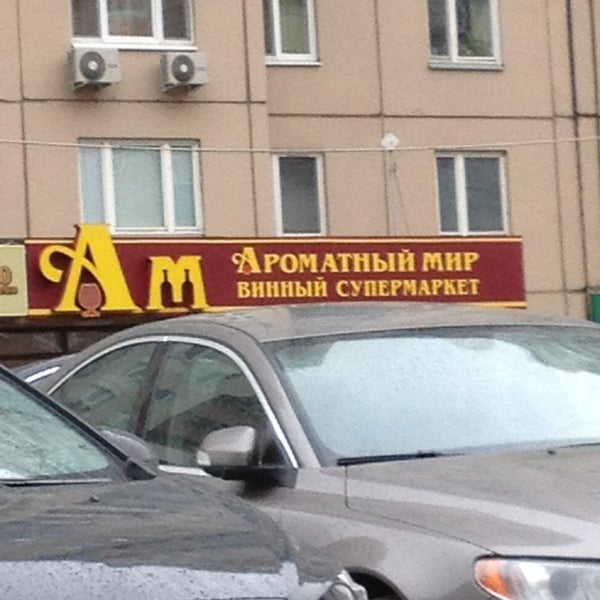 Ам
Ароматный мир
винный супермаркет